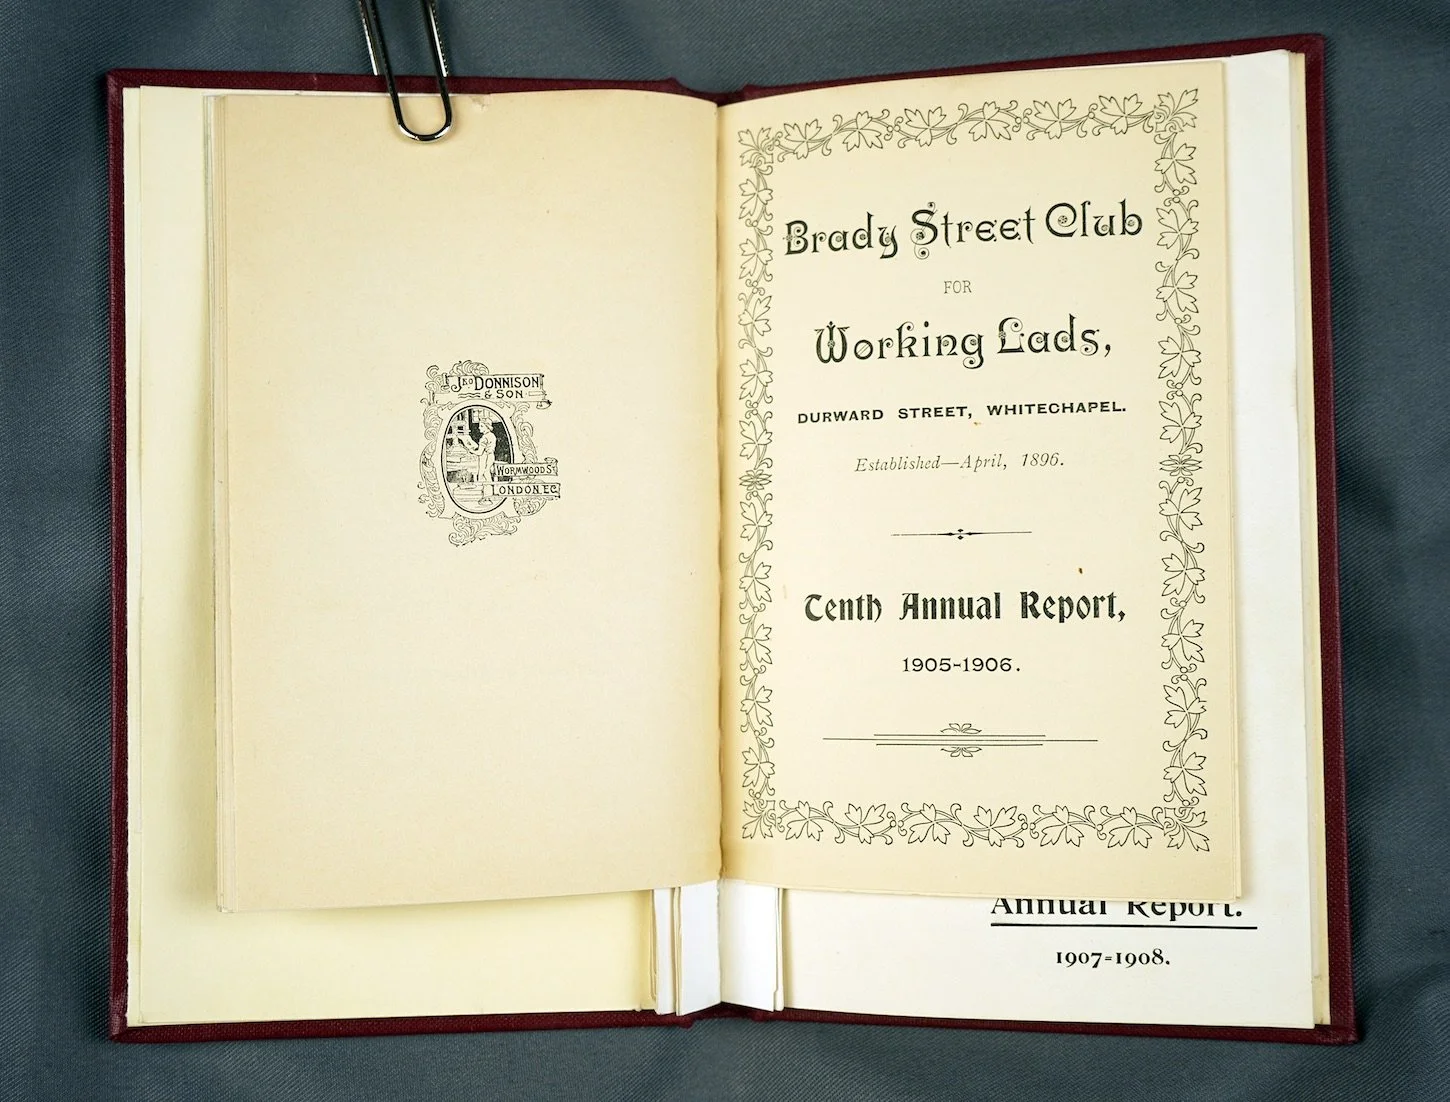 Jno DONNISON
& SON
WORMWOOD ST
LONDON. EC
Brady Street Club
FOR
Working Lads,
DURWARD STREET, WHITECHAPEL.
Established—April, 1896.
Tenth Annual Report,
1905-1906.
Annual Report.
1907=1908.